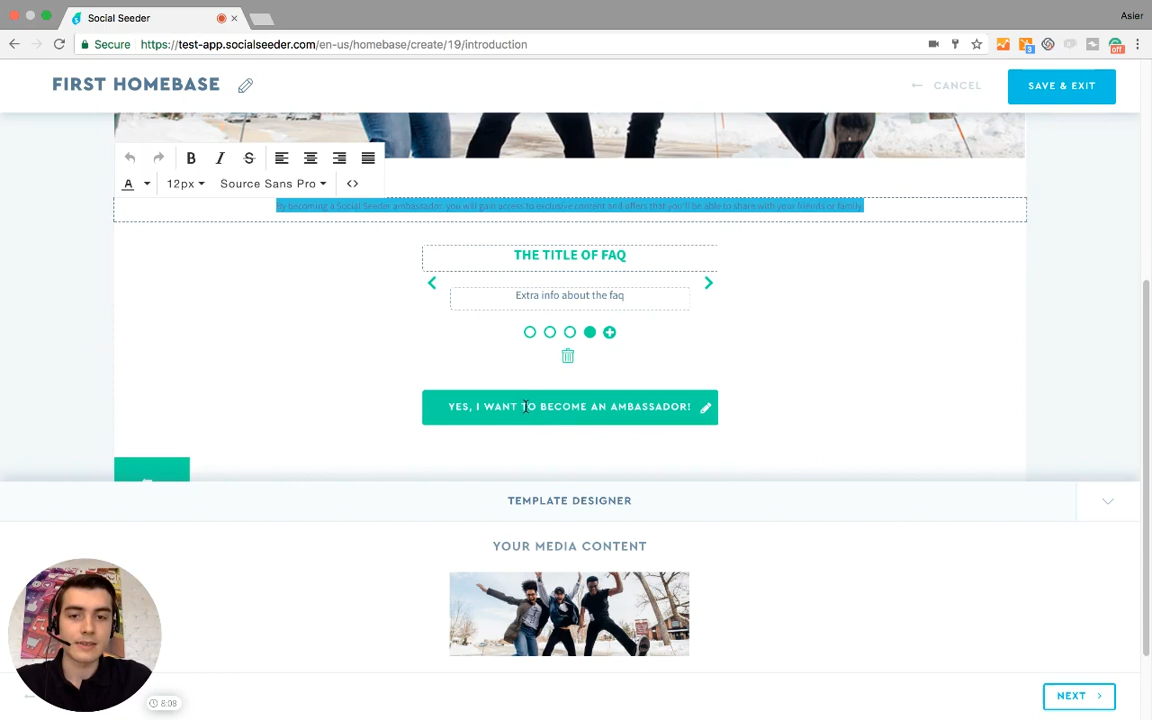 Social Seeder
Asier
Secure https://test-app.socialseeder.com/en-us/homebase/create/19/introduction
8
off
FIRST HOMEBASE
CANCEL
SAVE & EXIT
B I S
A 12px Source Sans Pro <>
By becoming a Social Seeder ambassador, you will gain access to exclusive content and offers that you'll be able to share with your friends or family.
THE TITLE OF FAQ
Extra info about the faq
YES, I WANT TO BECOME AN AMBASSADOR!
TEMPLATE DESIGNER
YOUR MEDIA CONTENT
8:08
NEXT